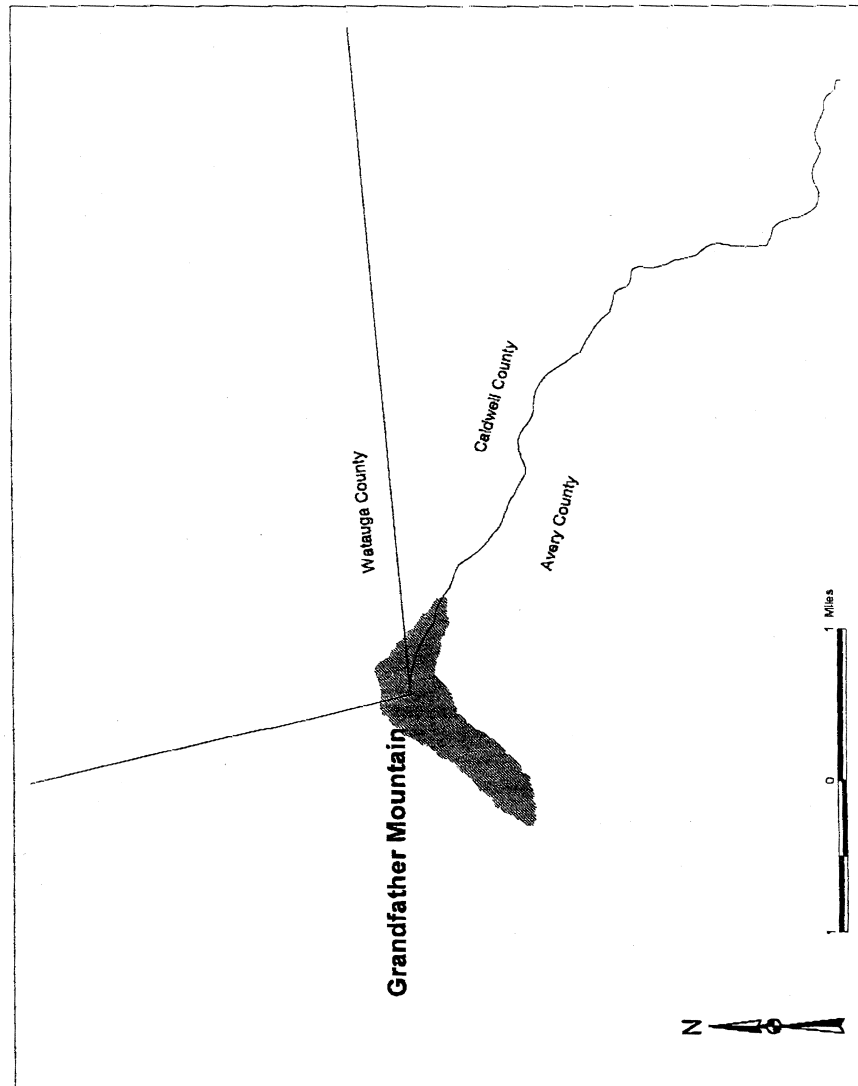 Watauga County
Caldwell County
Avery County
Grandfather Mountain
1 0 1 Miles
N